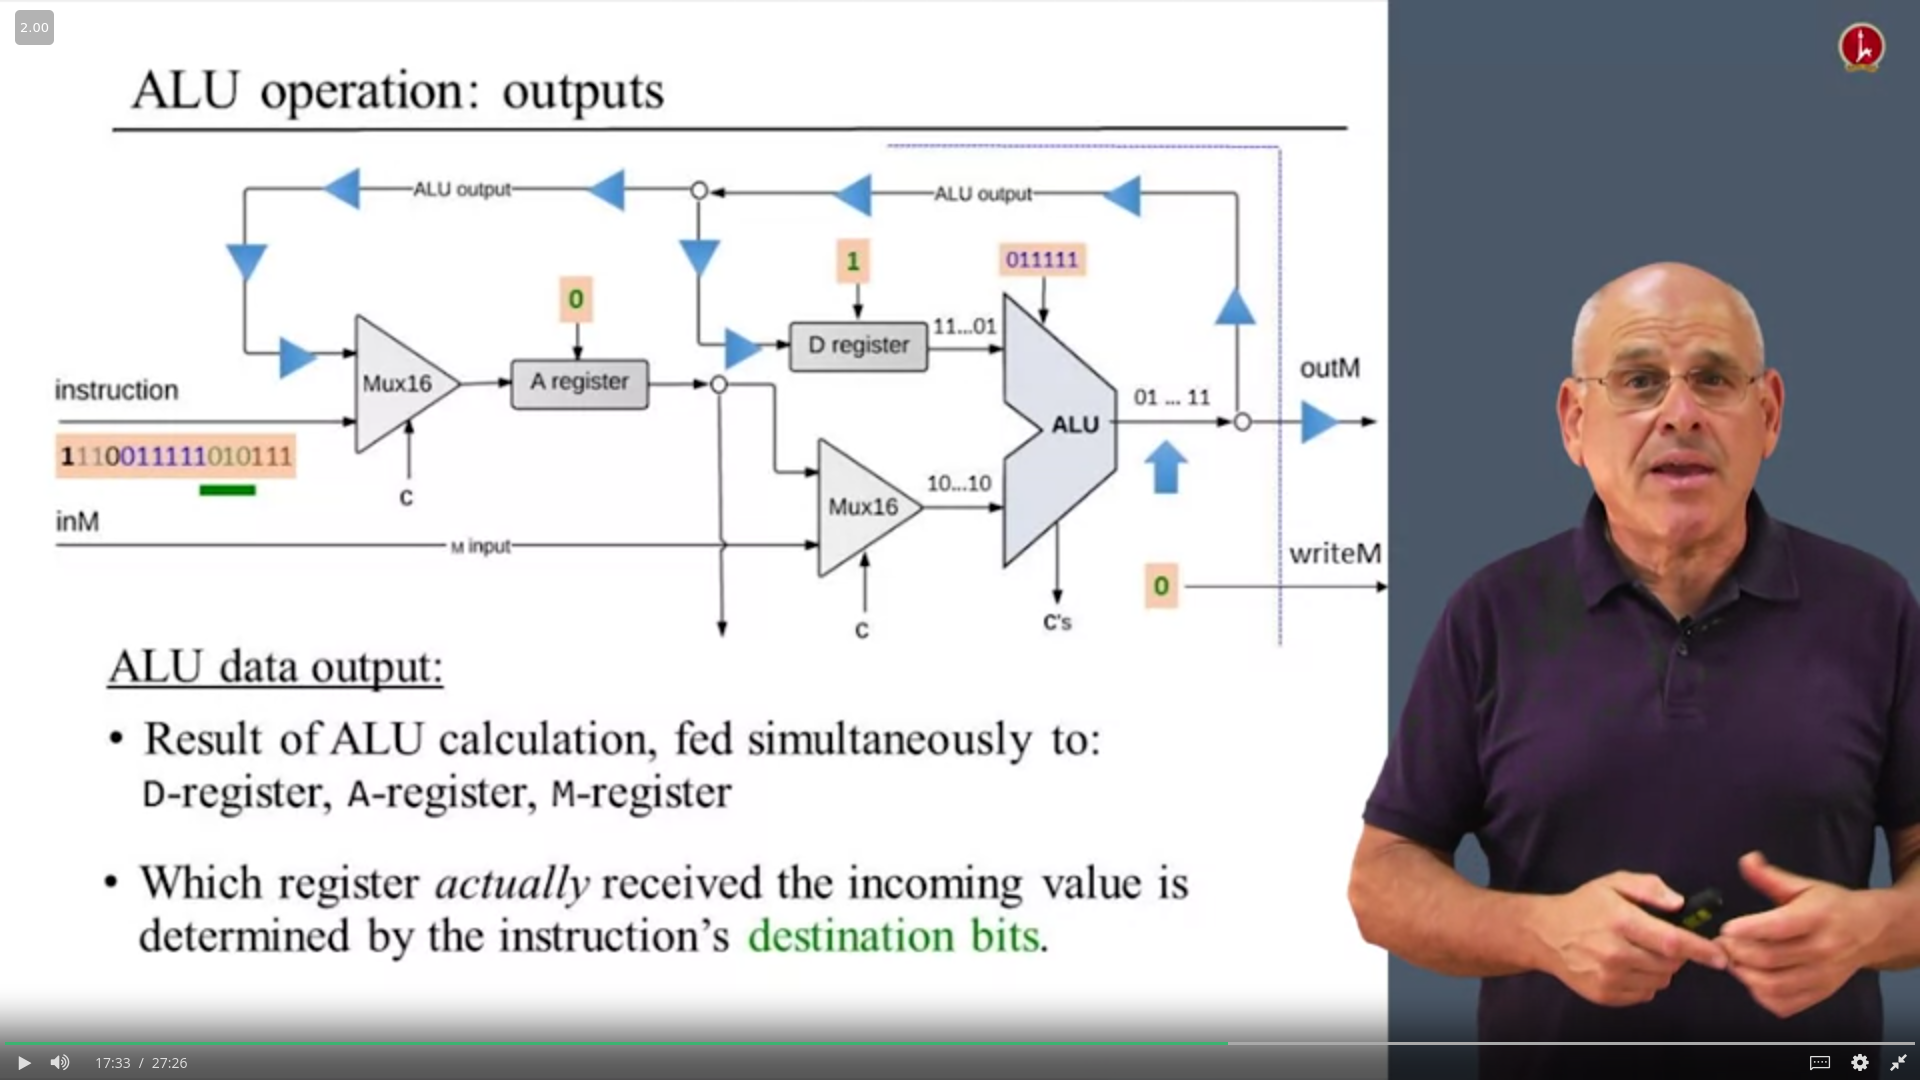 2.00
ALU operation: outputs
ALU output
ALU output
1
011111
0
11...01
D register
instruction
Mux16
A register
outM
01 ... 11
ALU
1110011111010111
C
10...10
Mux16
inM
M input
writeM
0
C
C's
ALU data output:
• Result of ALU calculation, fed simultaneously to:
D-register, A-register, M-register
• Which register actually received the incoming value is
determined by the instruction's destination bits.
17:33 / 27:26